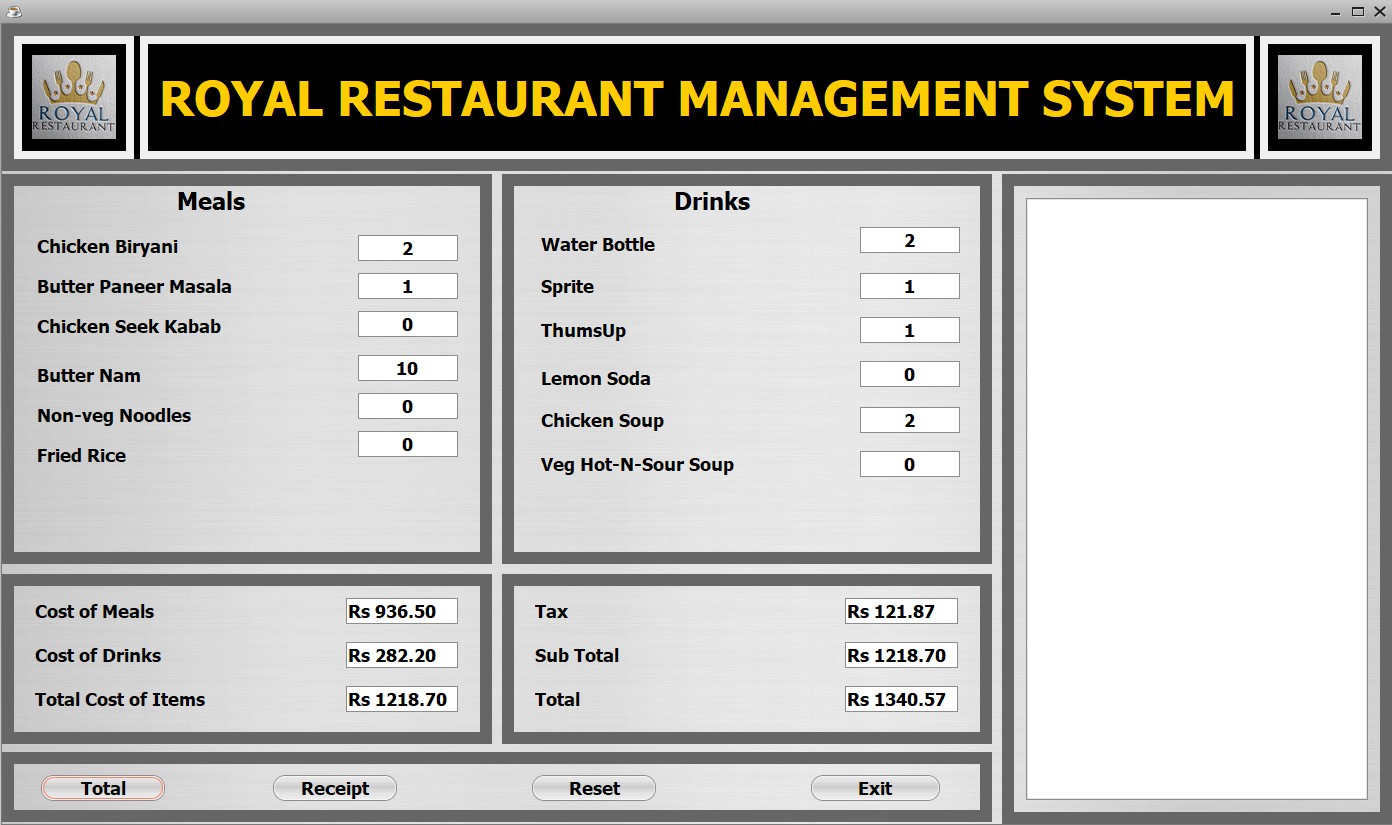 ROYAL RESTAURANT
ROYAL RESTAURANT MANAGEMENT SYSTEM
ROYAL RESTAURANT
Meals
Chicken Biryani 2
Butter Paneer Masala 1
Chicken Seek Kabab 0
Butter Nam 10
Non-veg Noodles 0
Fried Rice 0
Drinks
Water Bottle 2
Sprite 1
ThumsUp 1
Lemon Soda 0
Chicken Soup 2
Veg Hot-N-Sour Soup 0
Cost of Meals Rs 936.50
Cost of Drinks Rs 282.20
Total Cost of Items Rs 1218.70
Tax Rs 121.87
Sub Total Rs 1218.70
Total Rs 1340.57
Total Receipt Reset Exit